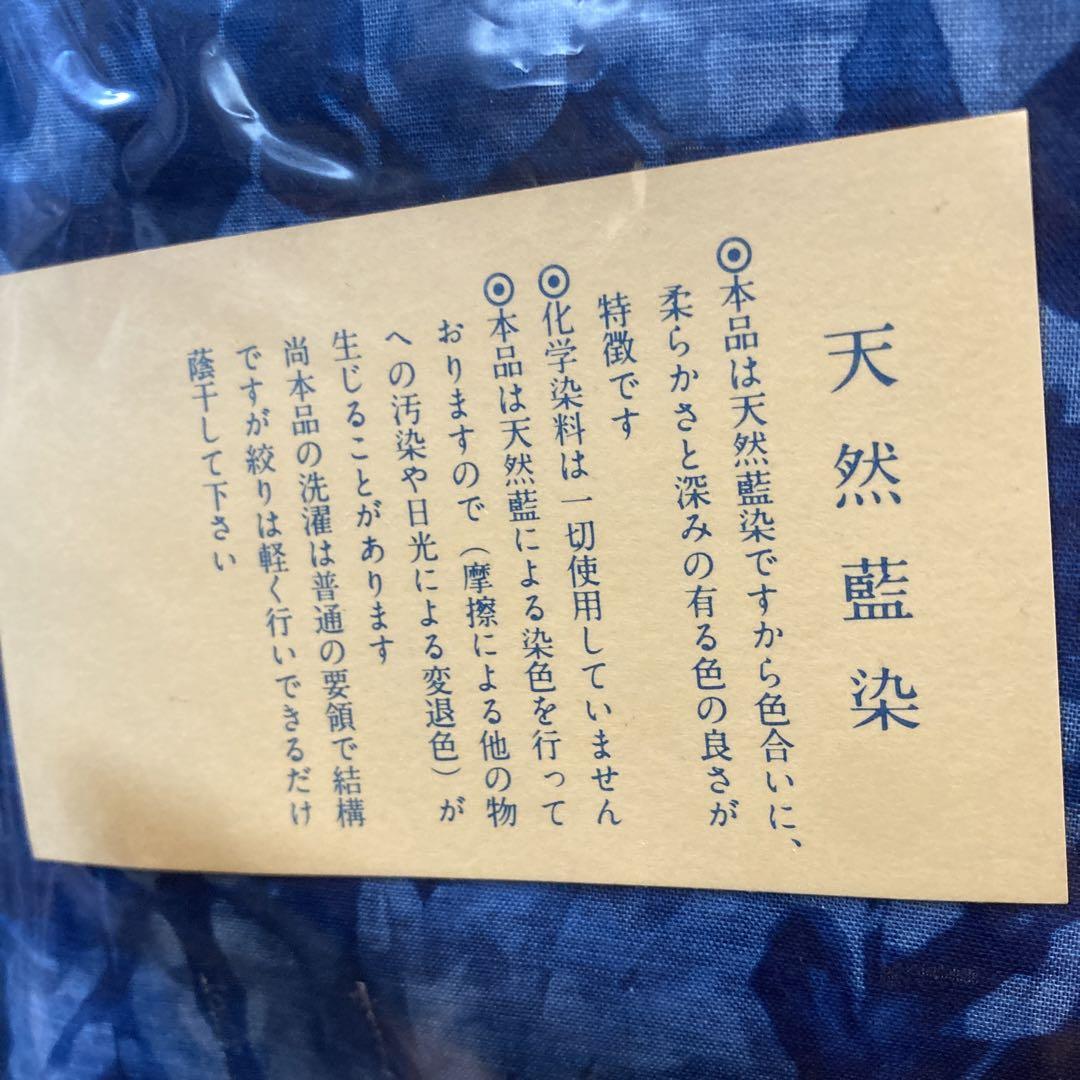 天然藍染
◉本品は天然藍染ですから色合いに、
柔らかさと深みの有る色の良さが
特徴です
◉化学染料は一切使用していません
◉本品は天然藍による染色を行って
おりますので（摩擦による他の物
への汚染や日光による変退色）が
生じることがあります
尚本品の洗濯は普通の要領で結構
ですが絞りは軽く行いできるだけ
蔭干して下さい